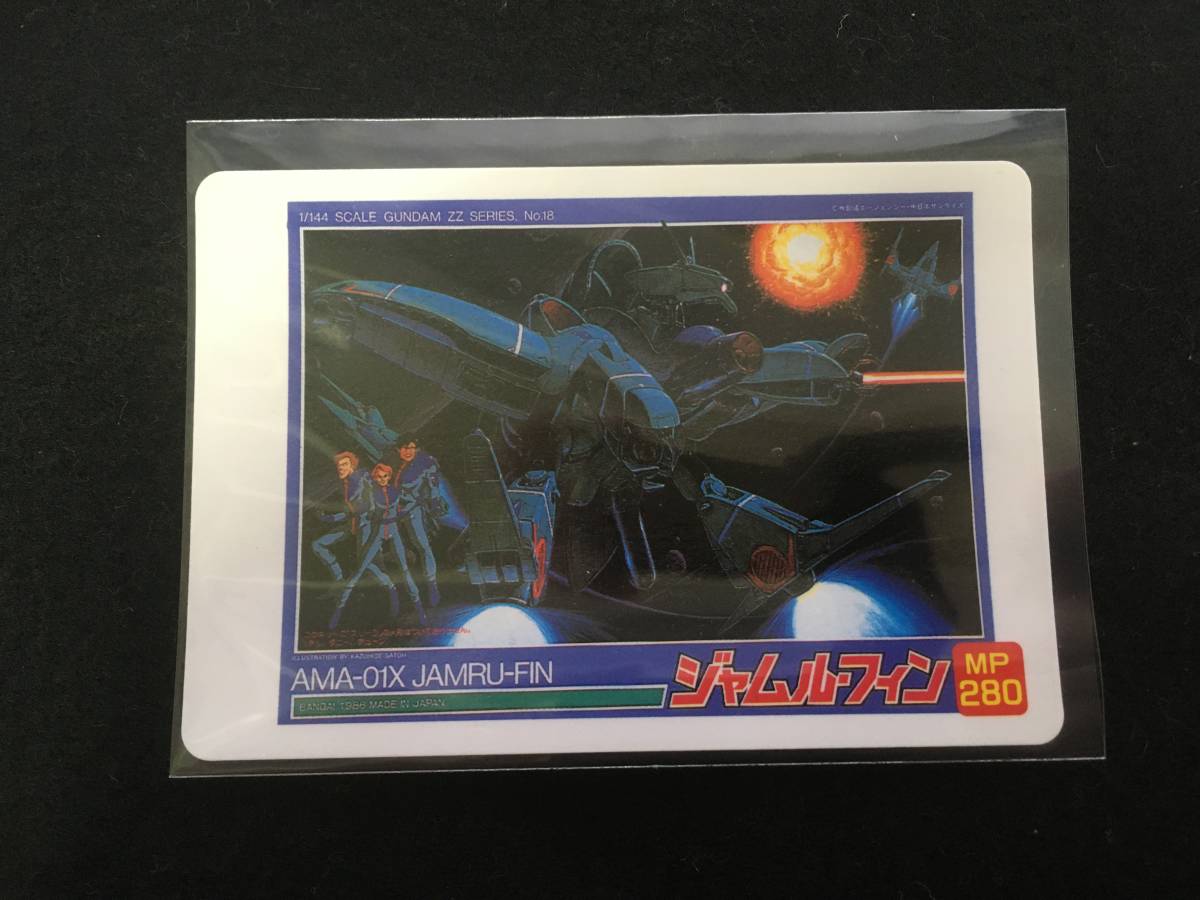 1/144 SCALE GUNDAM ZZ SERIES. No.18
ILLUSTRATION BY KAZUHIDE SATOH
AMA-01X JAMRU-FIN
BANDAI 1986 MADE IN JAPAN
ジャムル・フィン
MP
280